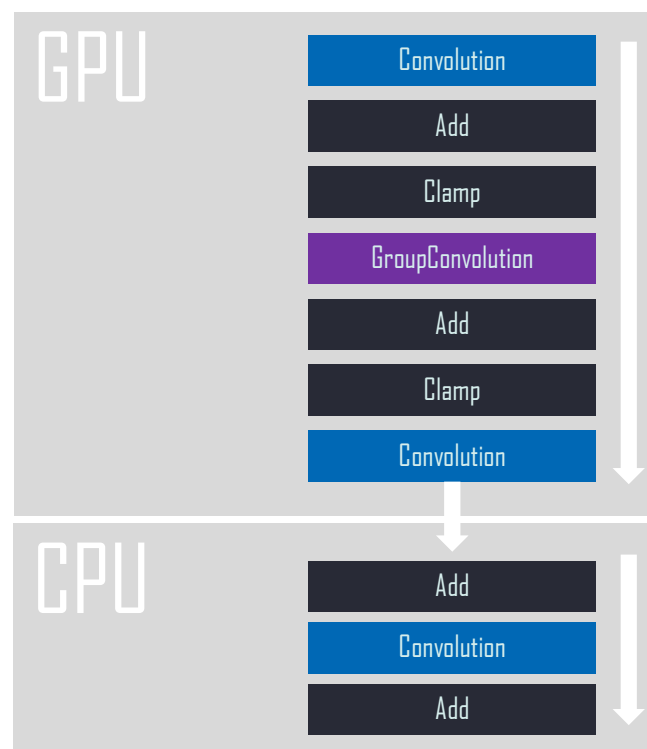 GPU
Convolution
Add
Clamp
GroupConvolution
Add
Clamp
Convolution
CPU
Add
Convolution
Add